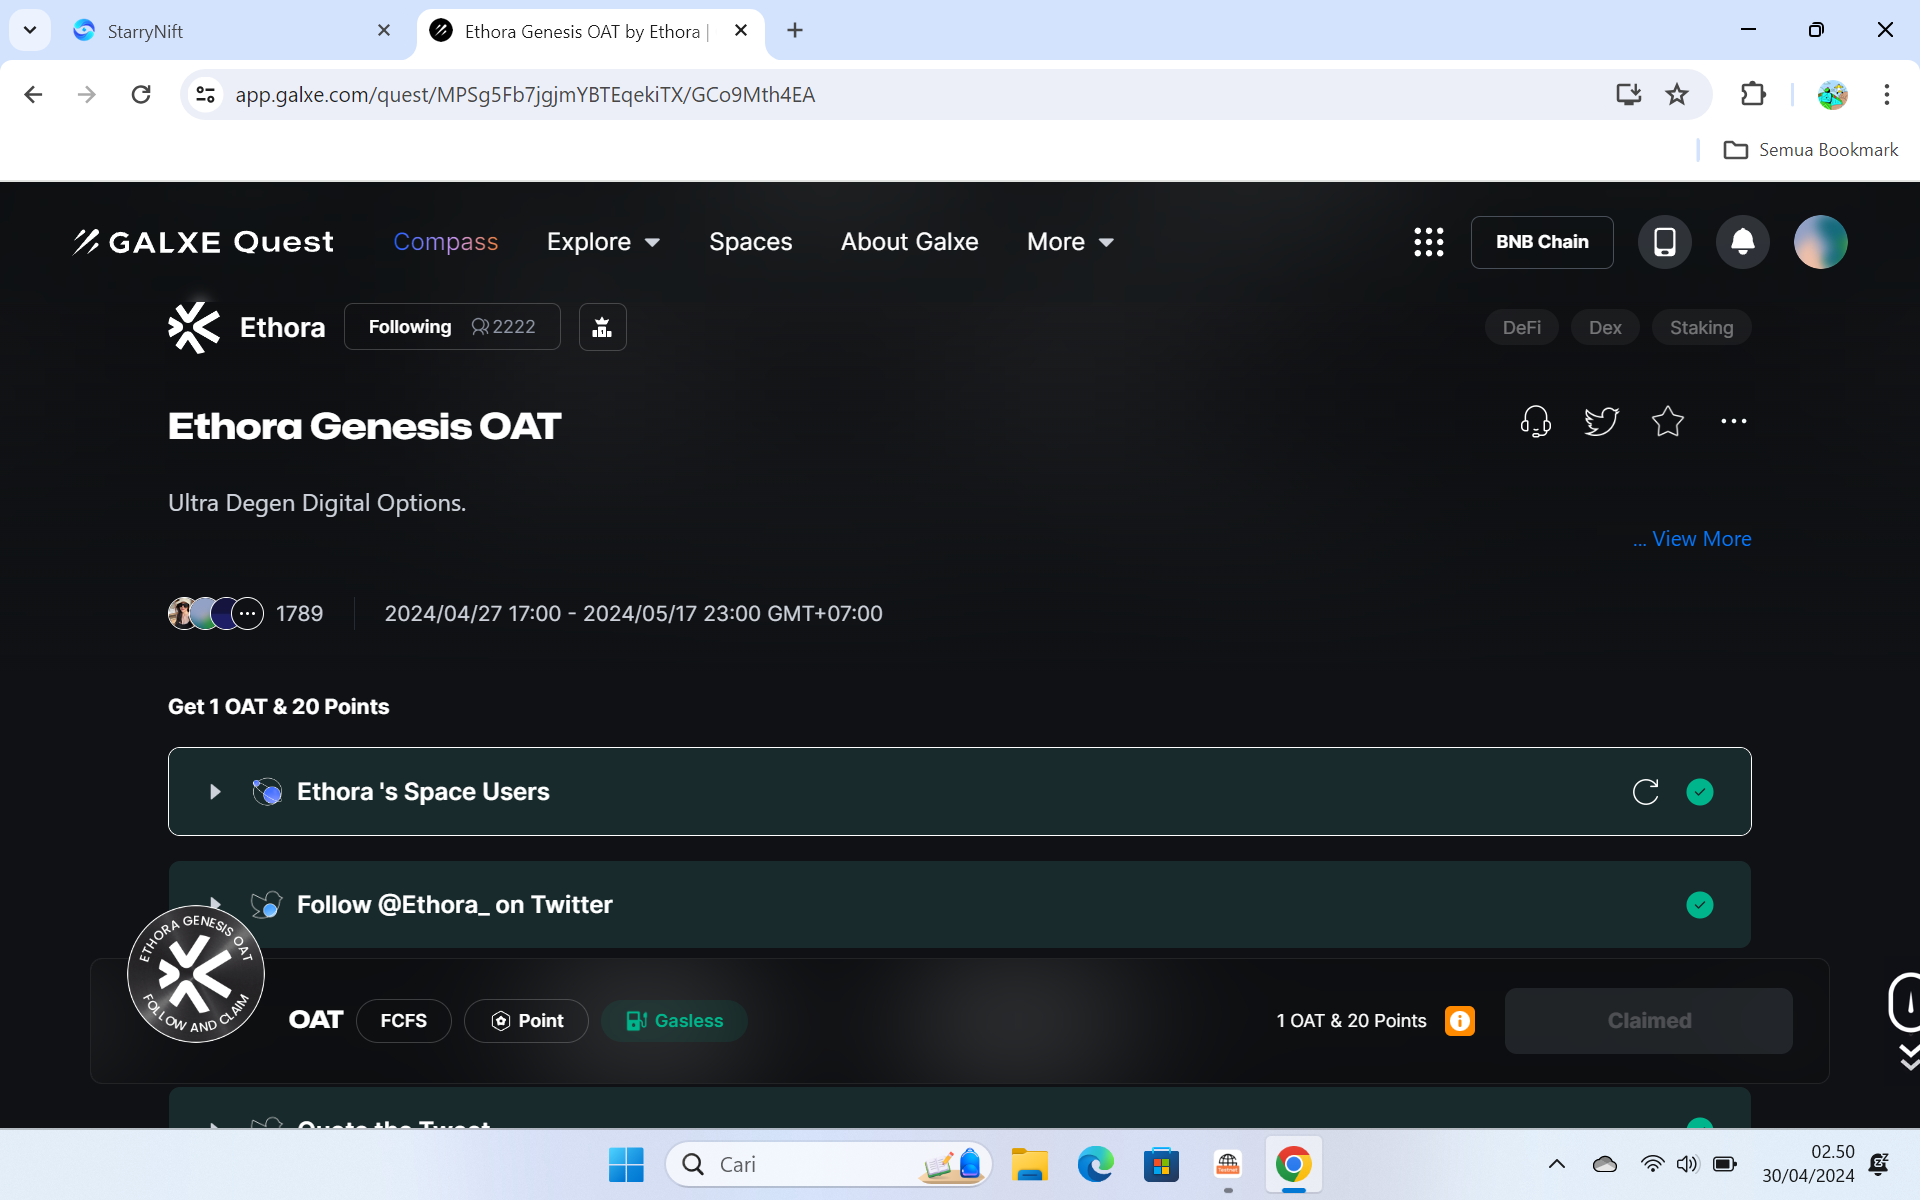 StarryNift
Ethora Genesis OAT by Ethora |
app.galxe.com/quest/MPSg5Fb7jgjmYBTEqekiTX/GCo9Mth4EA
Semua Bookmark
GALXE Quest
Compass
Explore
Spaces
About Galxe
More
BNB Chain
Ethora
Following 2222
DeFi
Dex
Staking
Ethora Genesis OAT
Ultra Degen Digital Options.
... View More
1789
2024/04/27 17:00 - 2024/05/17 23:00 GMT+07:00
Get 1 OAT & 20 Points
Ethora 's Space Users
Follow @Ethora_ on Twitter
ETHORA GENESIS OAT
FOLLOW AND CLAIM
OAT
FCFS
Point
Gasless
1 OAT & 20 Points
Claimed
Quote the Tweet
Cari
Testnet
02.50
30/04/2024